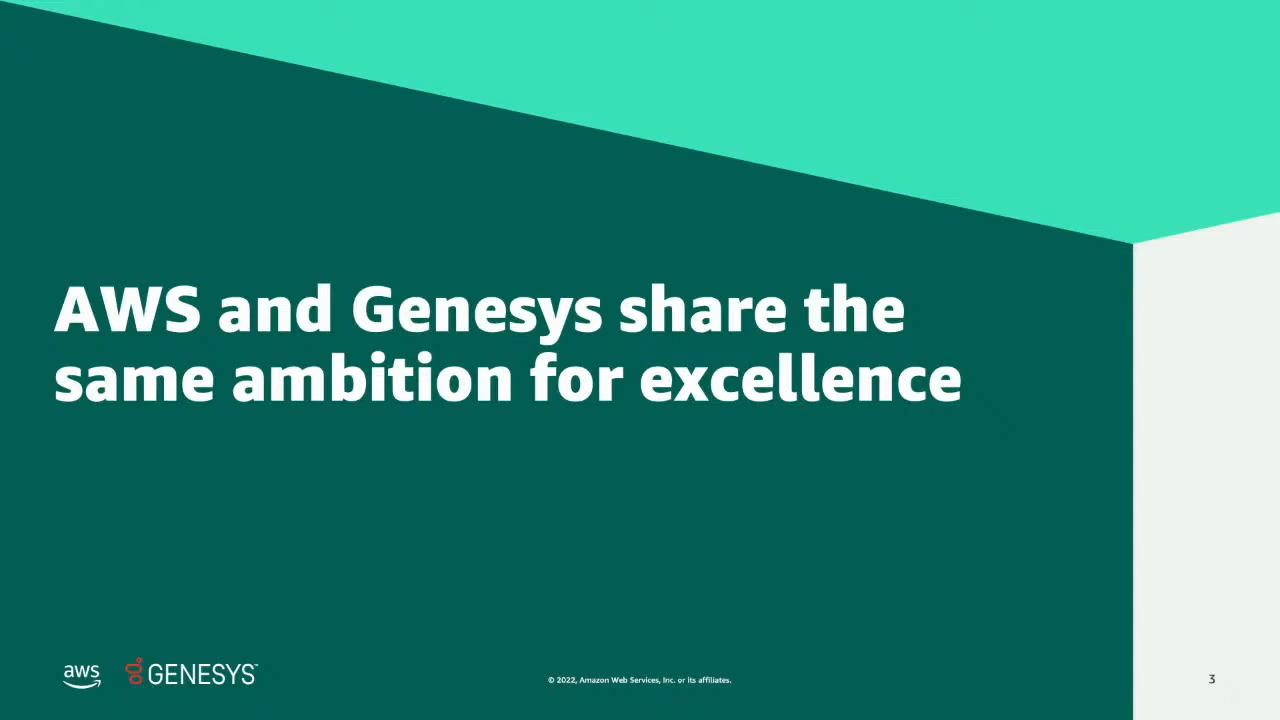 AWS and Genesys share the
same ambition for excellence
aws
GENESYS™
© 2022, Amazon Web Services, Inc. or its affiliates.
3